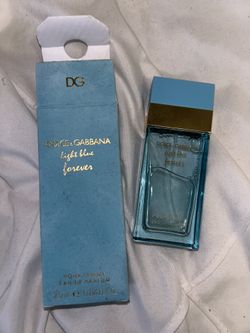 DG
DOLCE & GABBANA
light blue
forever
POUR FEMME
EAU DE PARFUM
DOLCE & GABBANA
light blue
forever